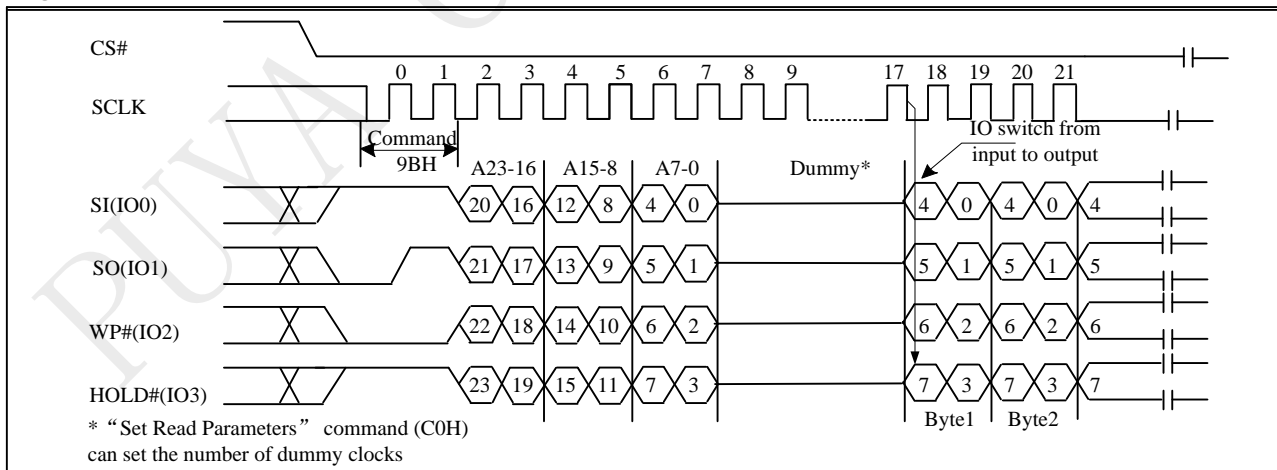 CS#
0 1 2 3 4 5 6 7 8 9 17 18 19 20 21
SCLK
Command
9BH
IO switch from
input to output
A23-16 A15-8 A7-0 Dummy*
SI(IO0) 20 16 12 8 4 0 4 0 4 0 4
SO(IO1) 21 17 13 9 5 1 5 1 5 1 5
WP#(IO2) 22 18 14 10 6 2 6 2 6 2 6
HOLD#(IO3) 23 19 15 11 7 3 7 3 7 3 7
Byte1 Byte2
* “Set Read Parameters” command (C0H)
can set the number of dummy clocks
PUYA